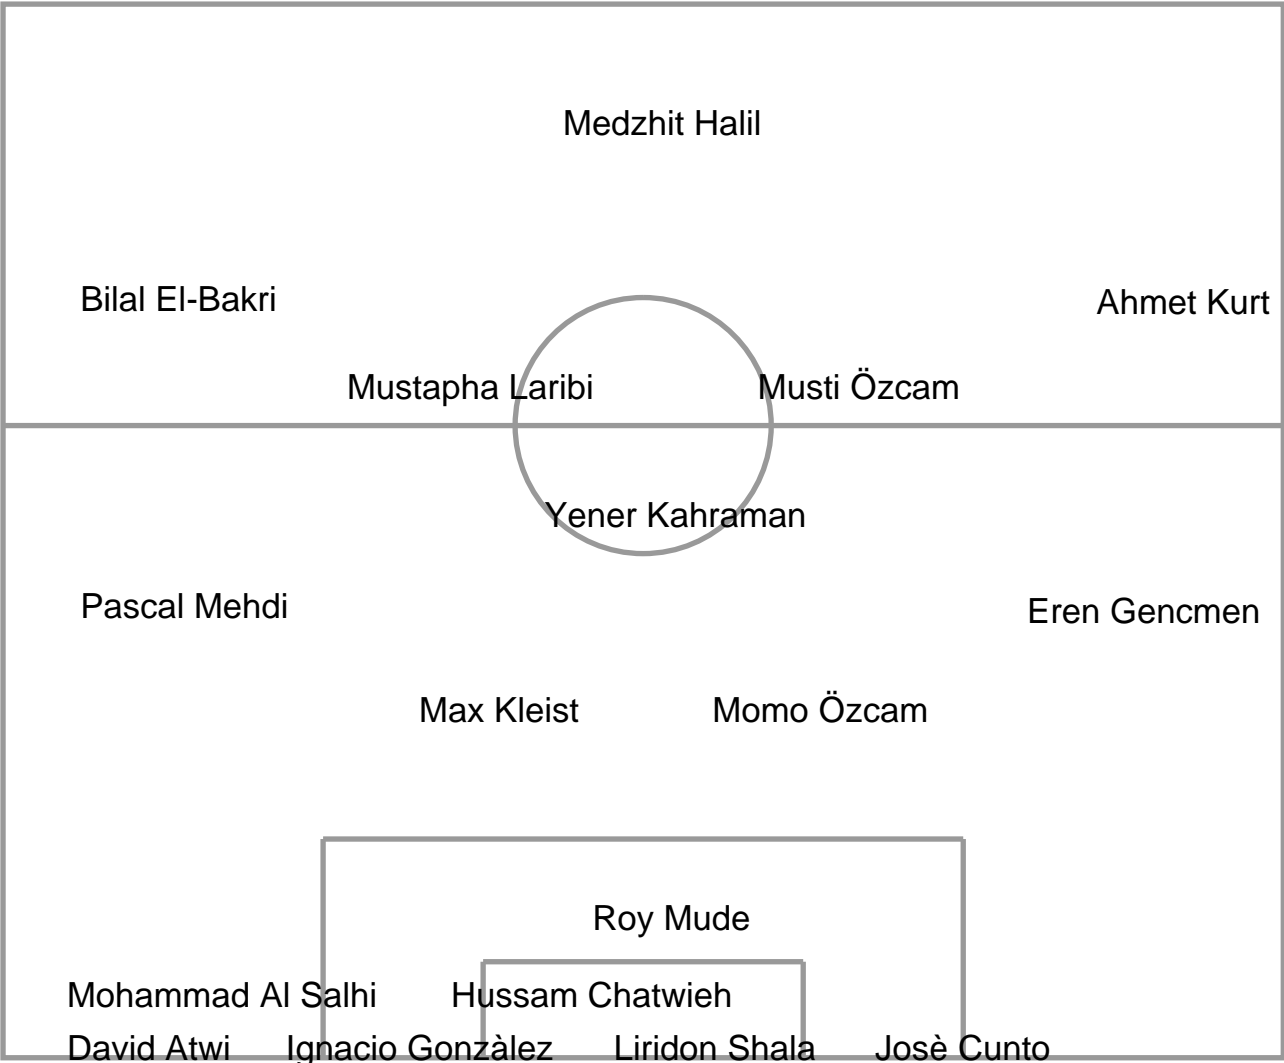 Medzhit Halil
Bilal El-Bakri
Ahmet Kurt
Mustapha Laribi
Musti Özcam
Yener Kahraman
Pascal Mehdi
Eren Gencmen
Max Kleist
Momo Özcam
Roy Mude
Mohammad Al Salhi
Hussam Chatwieh
David Atwi
Ignacio Gonzàlez
Liridon Shala
Josè Cunto